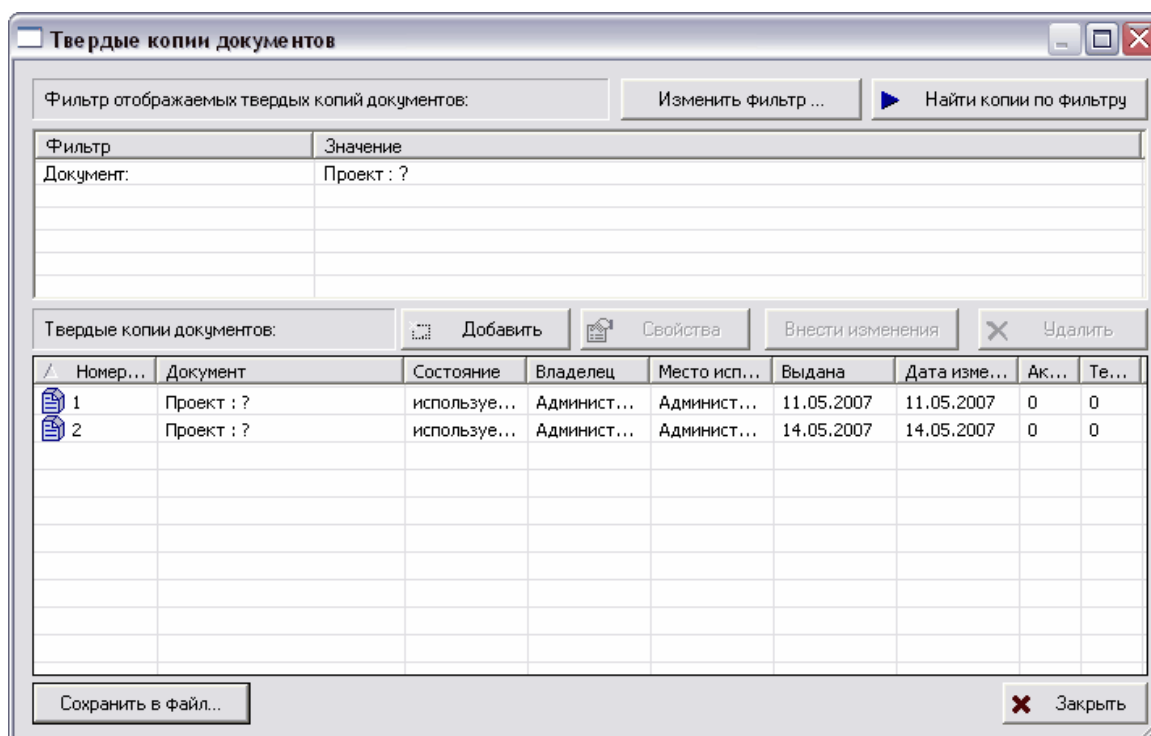 Твердые копии документов
Фильтр отображаемых твердых копий документов: Изменить фильтр ... Найти копии по фильтру
Фильтр Значение
Документ: Проект : ?
Твердые копии документов: Добавить Свойства Внести изменения Удалить
Номер... Документ Состояние Владелец Место исп... Выдана Дата изме... Ак... Те...
1 Проект : ? используе... Админист... Админист... 11.05.2007 11.05.2007 0 0
2 Проект : ? используе... Админист... Админист... 14.05.2007 14.05.2007 0 0
Сохранить в файл... Закрыть